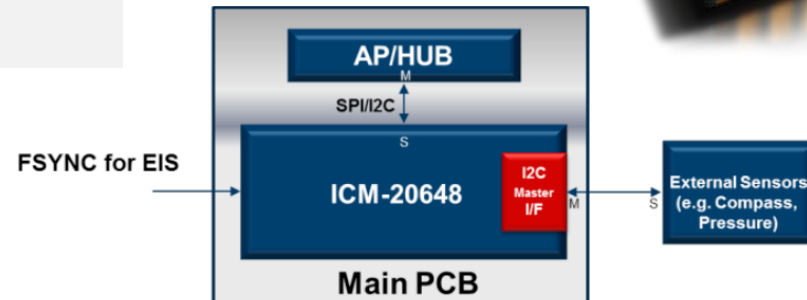 AP/HUB
M
SPI/I2C
S
FSYNC for EIS
ICM-20648
I2C
Master
I/F
M
S
External Sensors
(e.g. Compass,
Pressure)
Main PCB